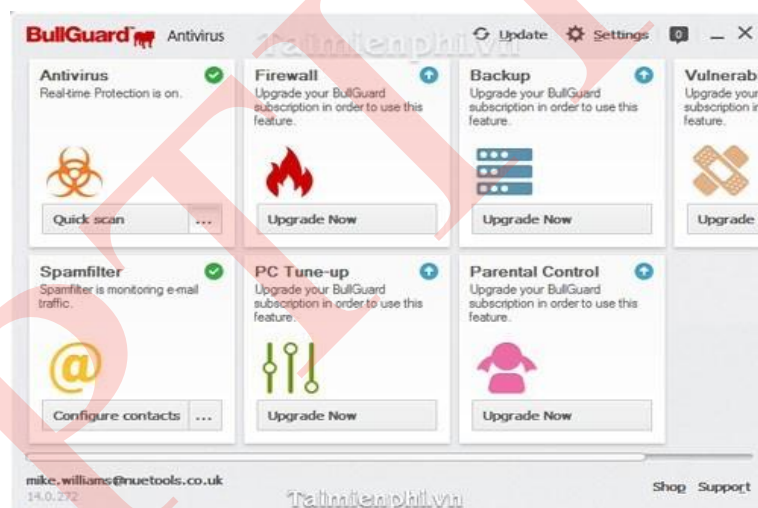 BullGuard Antivirus
Taimienphi.vn
Update Settings 0
Antivirus
Real-time Protection is on.
Quick scan ...
Firewall
Upgrade your BullGuard
subscription in order to use this
feature.
Upgrade Now
Backup
Upgrade your BullGuard
subscription in order to use this
feature.
Upgrade Now
Vulnerab
Upgrade your
subscription in
feature.
Upgrade
Spamfilter
Spamfilter is monitoring e-mail
traffic.
@
Configure contacts ...
PC Tune-up
Upgrade your BullGuard
subscription in order to use this
feature.
Upgrade Now
Parental Control
Upgrade your BullGuard
subscription in order to use this
feature.
Upgrade Now
mike.williams@nuetools.co.uk
14.0.272
Taimienphi.vn
Shop Support
PTIT